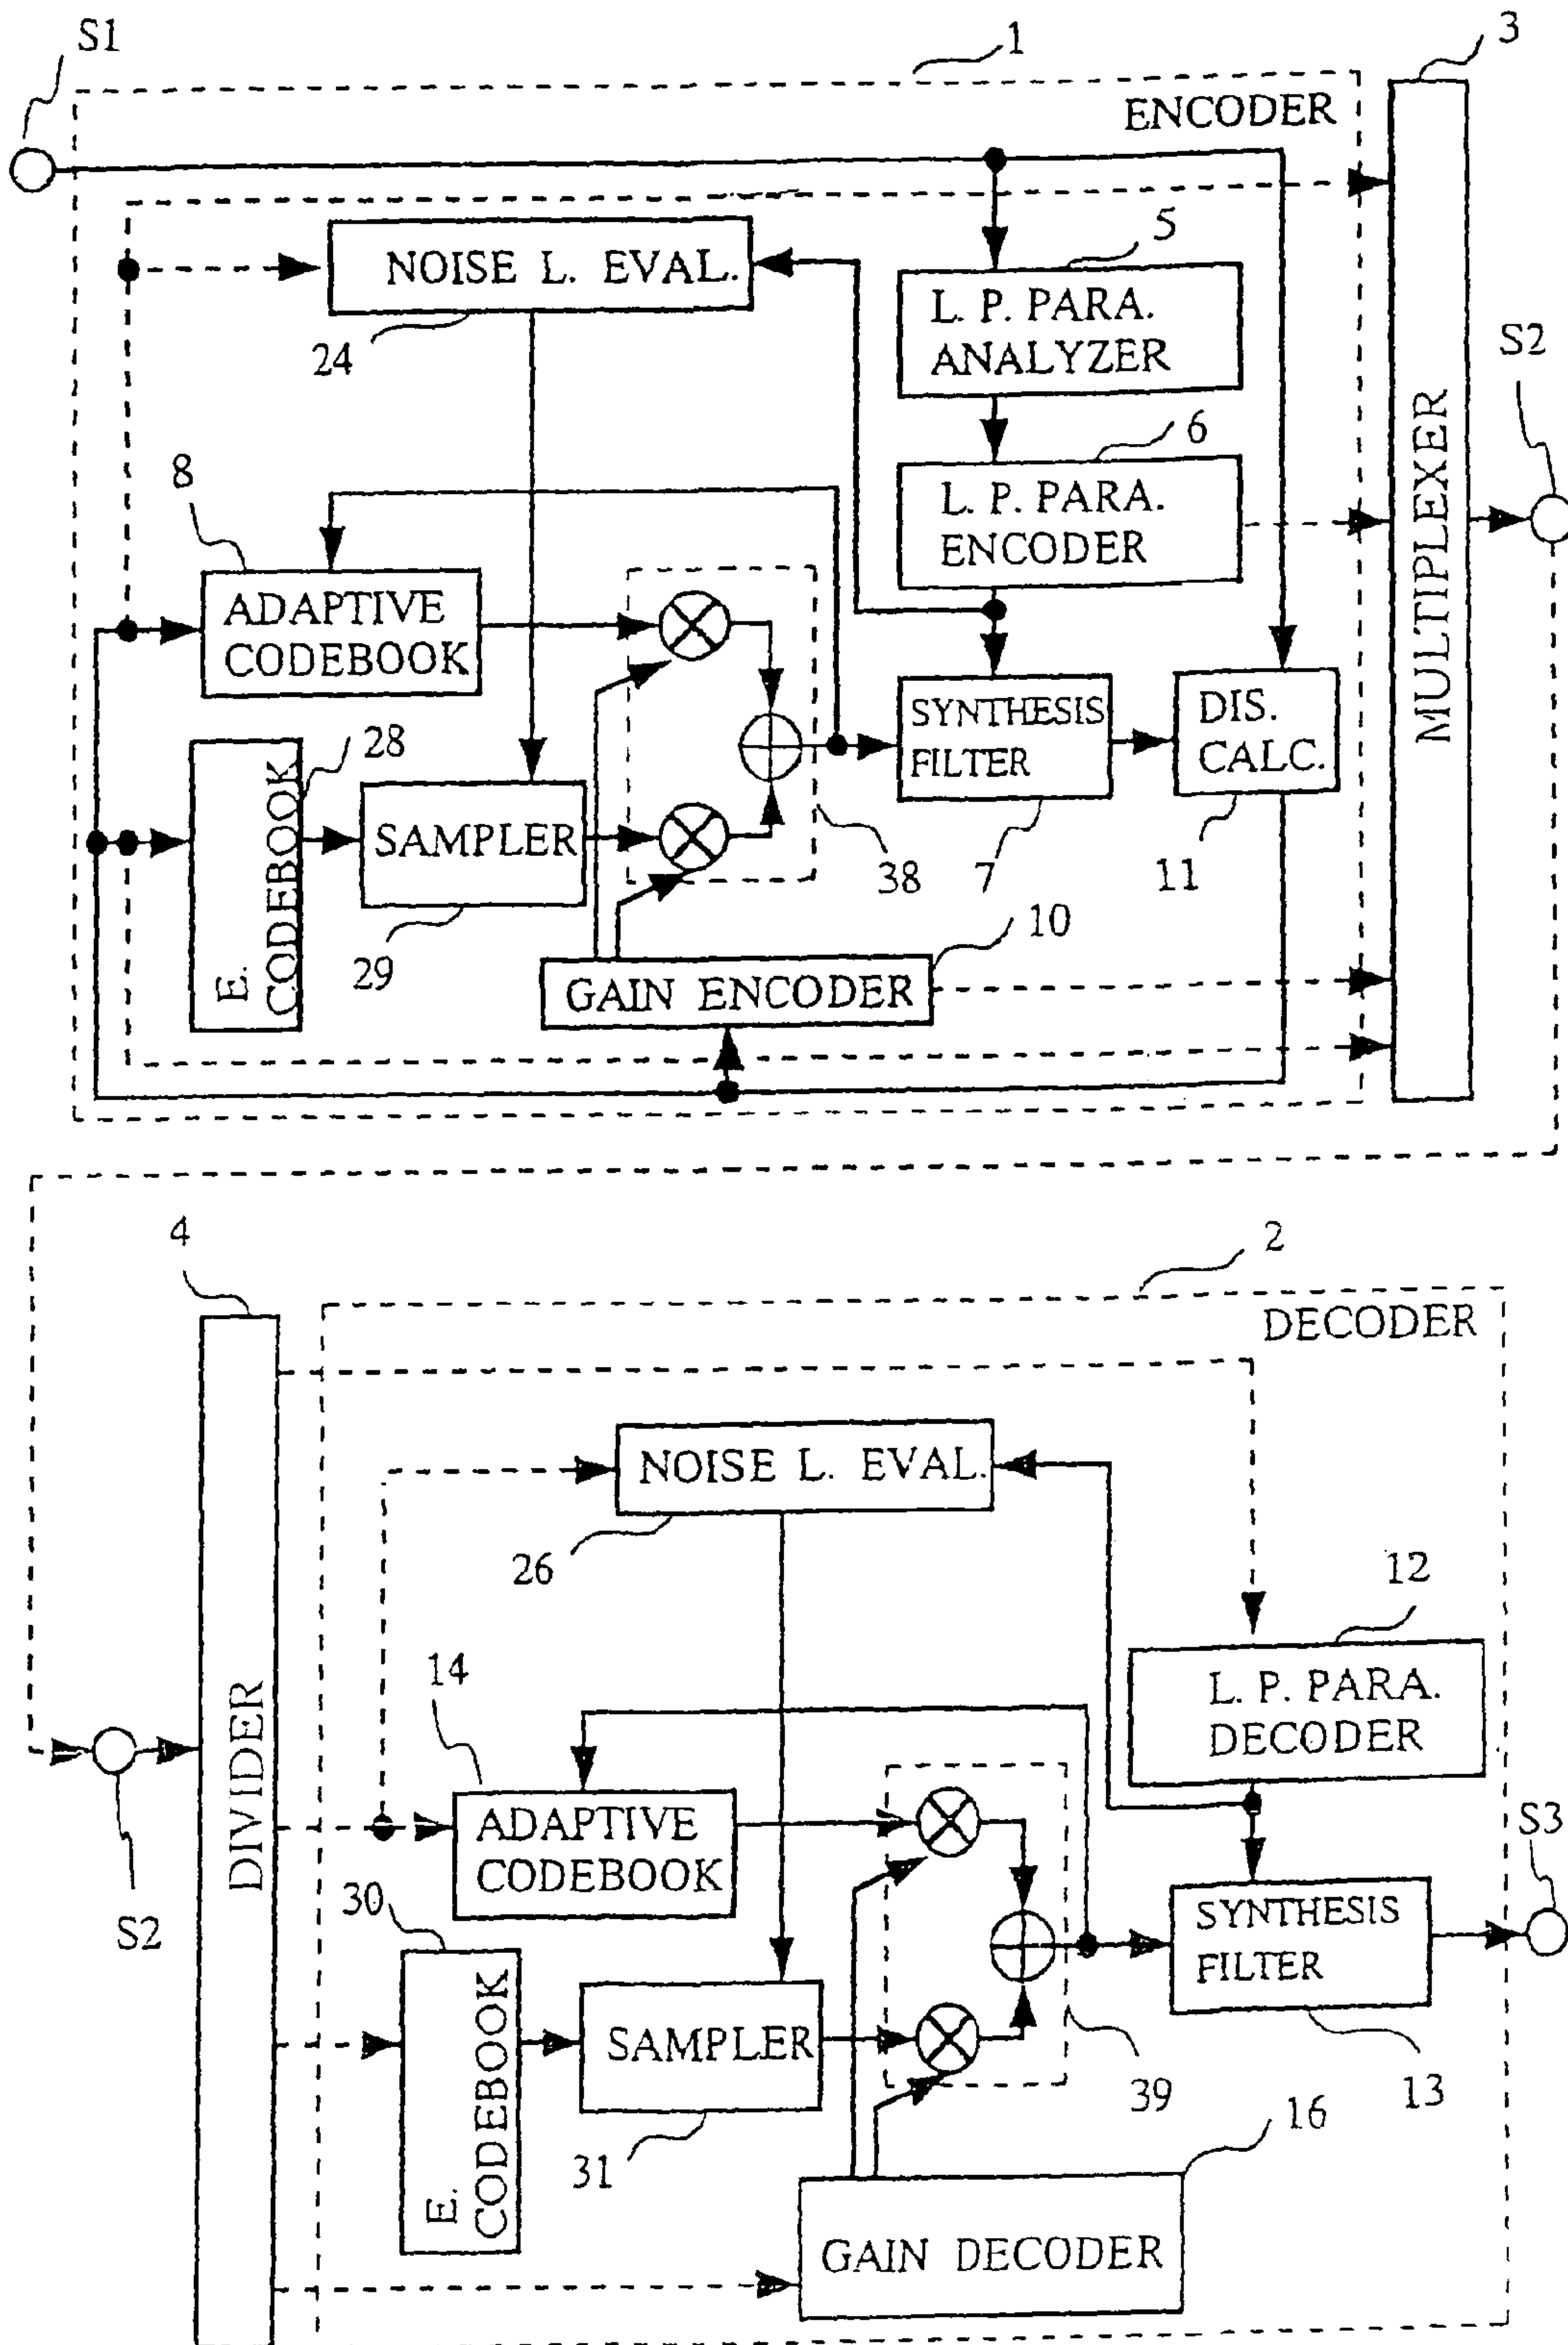 S1
1
3
ENCODER
NOISE L. EVAL.
24
5
L. P. PARA.
ANALYZER
S2
6
L. P. PARA.
ENCODER
MULTIPLEXER
8
ADAPTIVE
CODEBOOK
SYNTHESIS
FILTER
7
DIS.
CALC.
11
28
E.
CODEBOOK
SAMPLER
29
38
10
GAIN ENCODER
4
2
DECODER
NOISE L. EVAL.
26
12
L. P. PARA.
DECODER
14
ADAPTIVE
CODEBOOK
DIVIDER
S2
S3
30
E.
CODEBOOK
SAMPLER
31
SYNTHESIS
FILTER
13
39
16
GAIN DECODER